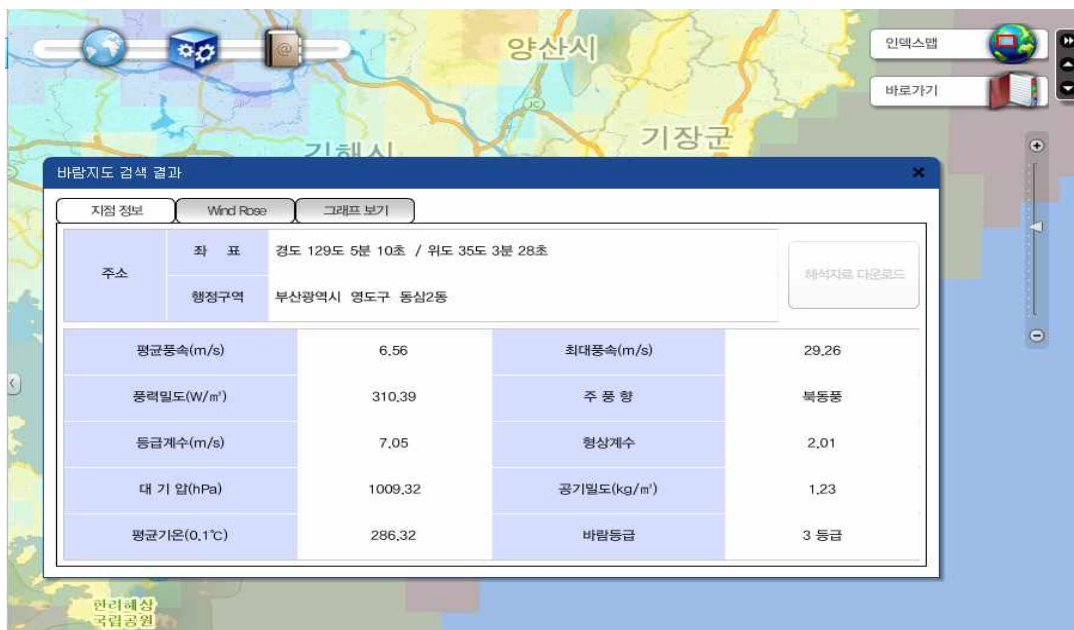 양산시
인덱스맵
바로가기
JC
기장군
김해시
바람지도 검색 결과
지점 정보
Wind Rose
그래프 보기
주소
좌 표
경도 129도 5분 10초 / 위도 35도 3분 28초
해석자료 다운로드
행정구역
부산광역시 영도구 동삼2동
평균풍속(m/s) 6.56 최대풍속(m/s) 29.26
풍력밀도(W/㎡) 310.39 주 풍 향 북동풍
등급계수(m/s) 7.05 형상계수 2.01
대 기 압(hPa) 1009.32 공기밀도(kg/㎥) 1.23
평균기온(0.1℃) 286.32 바람등급 3 등급
한려해상
국립공원